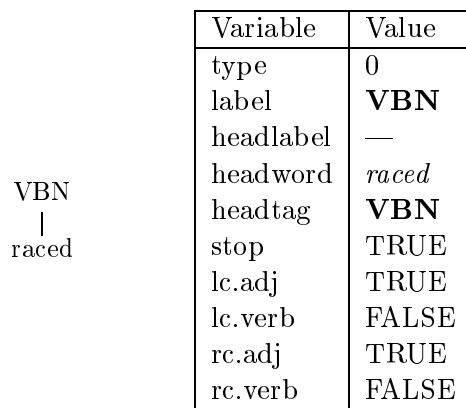 VBN
raced
Variable Value
type 0
label VBN
headlabel —
headword raced
headtag VBN
stop TRUE
lc.adj TRUE
lc.verb FALSE
rc.adj TRUE
rc.verb FALSE